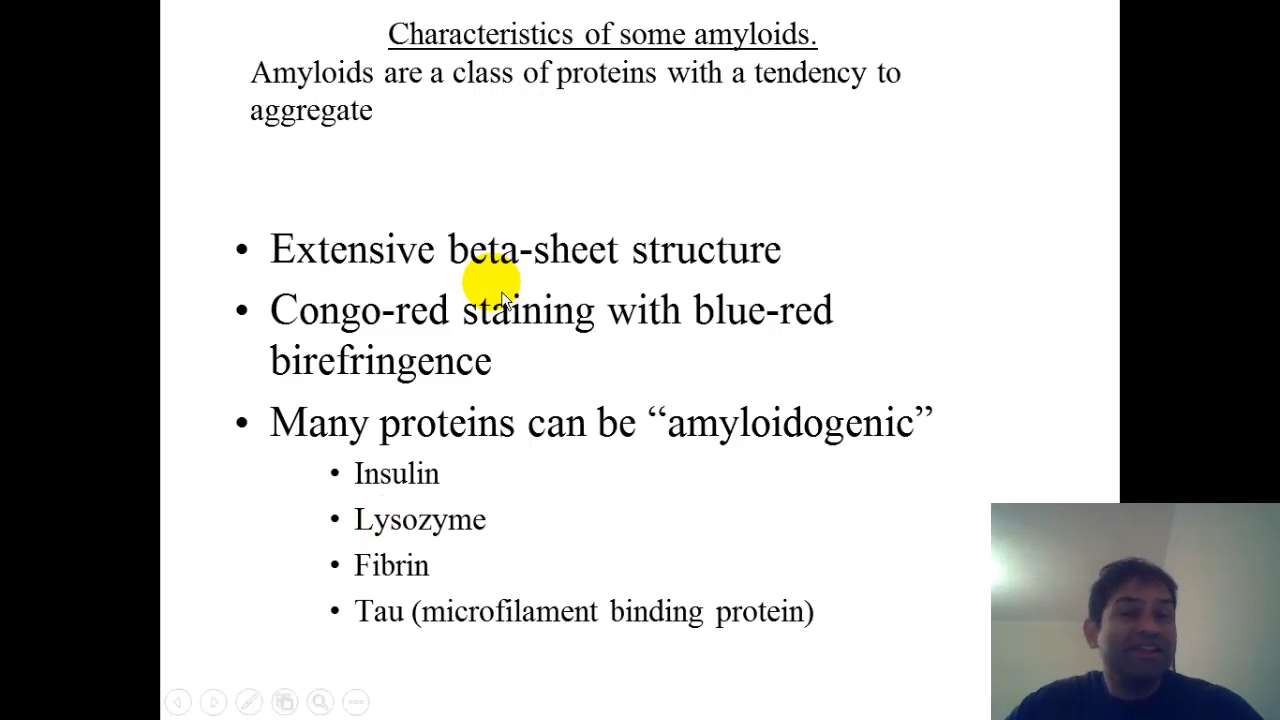 Characteristics of some amyloids.
Amyloids are a class of proteins with a tendency to
aggregate
• Extensive beta-sheet structure
• Congo-red staining with blue-red
birefringence
• Many proteins can be “amyloidogenic”
• Insulin
• Lysozyme
• Fibrin
• Tau (microfilament binding protein)